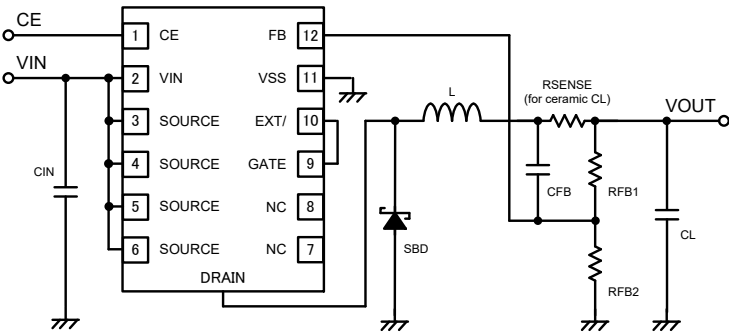 CE
VIN
CIN
1 CE
2 VIN
3 SOURCE
4 SOURCE
5 SOURCE
6 SOURCE
FB 12
VSS 11
EXT/ 10
GATE 9
NC 8
NC 7
DRAIN
L
SBD
RSENSE
(for ceramic CL)
VOUT
CFB
RFB1
RFB2
CL